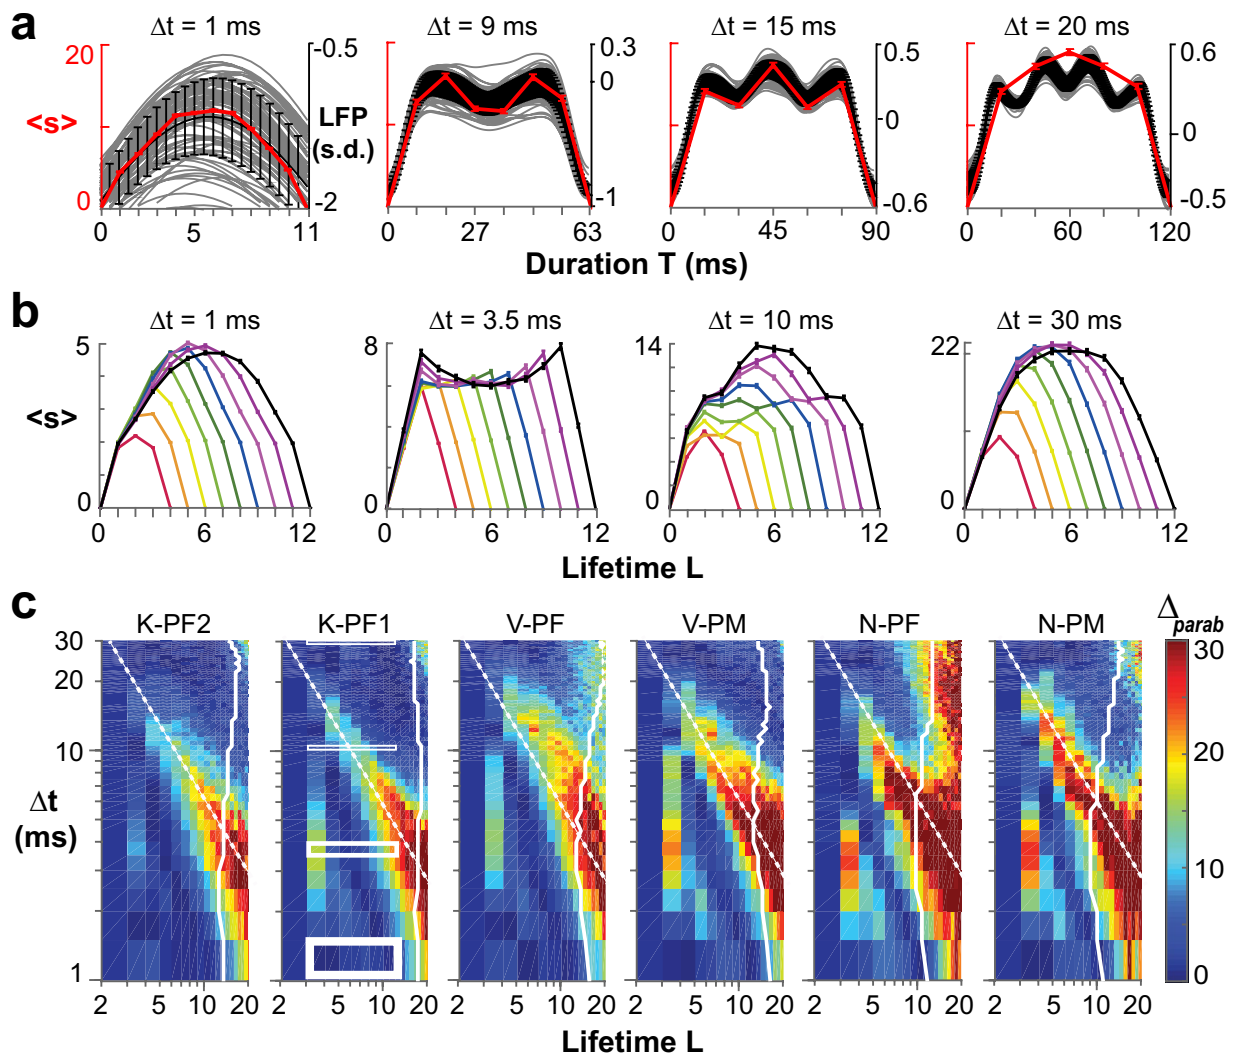 a
Δt = 1 ms
Δt = 9 ms
Δt = 15 ms
Δt = 20 ms
20
<s>
0
-0.5
LFP
(s.d.)
-2
0.3
0
-1
0.5
-0
-0.6
0.6
0
-0.5
0 5 11
0 27 63
0 45 90
0 60 120
Duration T (ms)
b
Δt = 1 ms
Δt = 3.5 ms
Δt = 10 ms
Δt = 30 ms
<s>
5
0
8
0
14
0
22
0
0 6 12
0 6 12
0 6 12
0 6 12
Lifetime L
c
K-PF2
K-PF1
V-PF
V-PM
N-PF
N-PM
Δparab
30
20
10
Δt
(ms)
1
30
20
10
0
2 5 10 20
2 5 10 20
2 5 10 20
2 5 10 20
2 5 10 20
2 5 10 20
Lifetime L